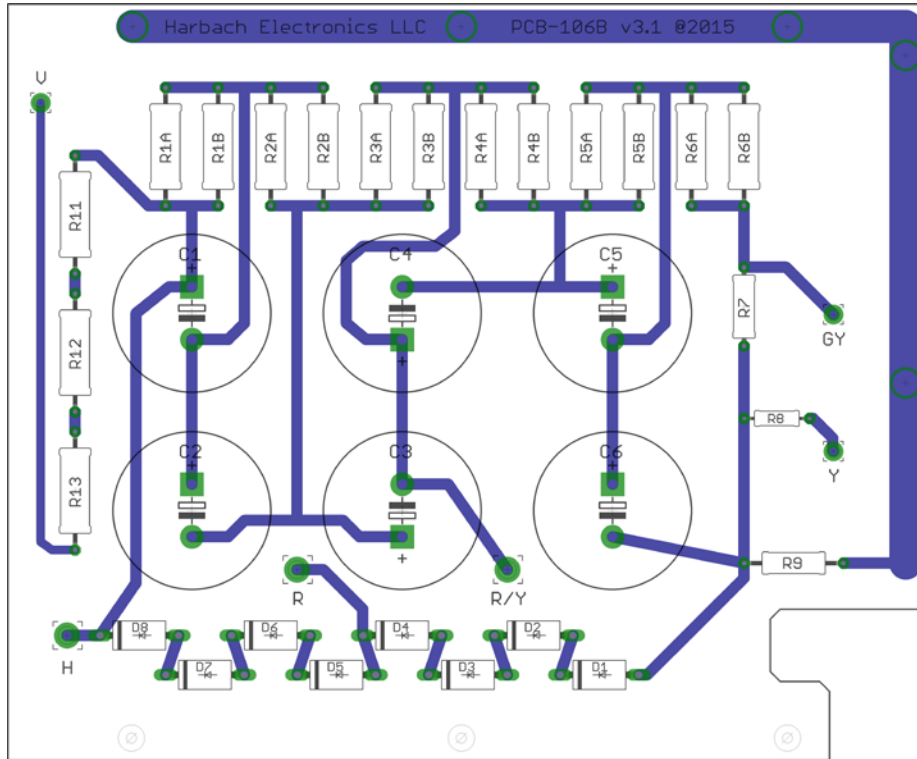 Harbach Electronics LLC PCB-106B v3.1 @2015
V
R1A R1B R2A R2B R3A R3B R4A R4B R5A R5B R6A R6B
R11
C1 C4 C5
+ +
R7
GY
R12
+
R8
C2 C3 C6
+ +
Y
R13
+
R9
R R/Y
D8 D6 D4 D2
H
D7 D5 D3 D1